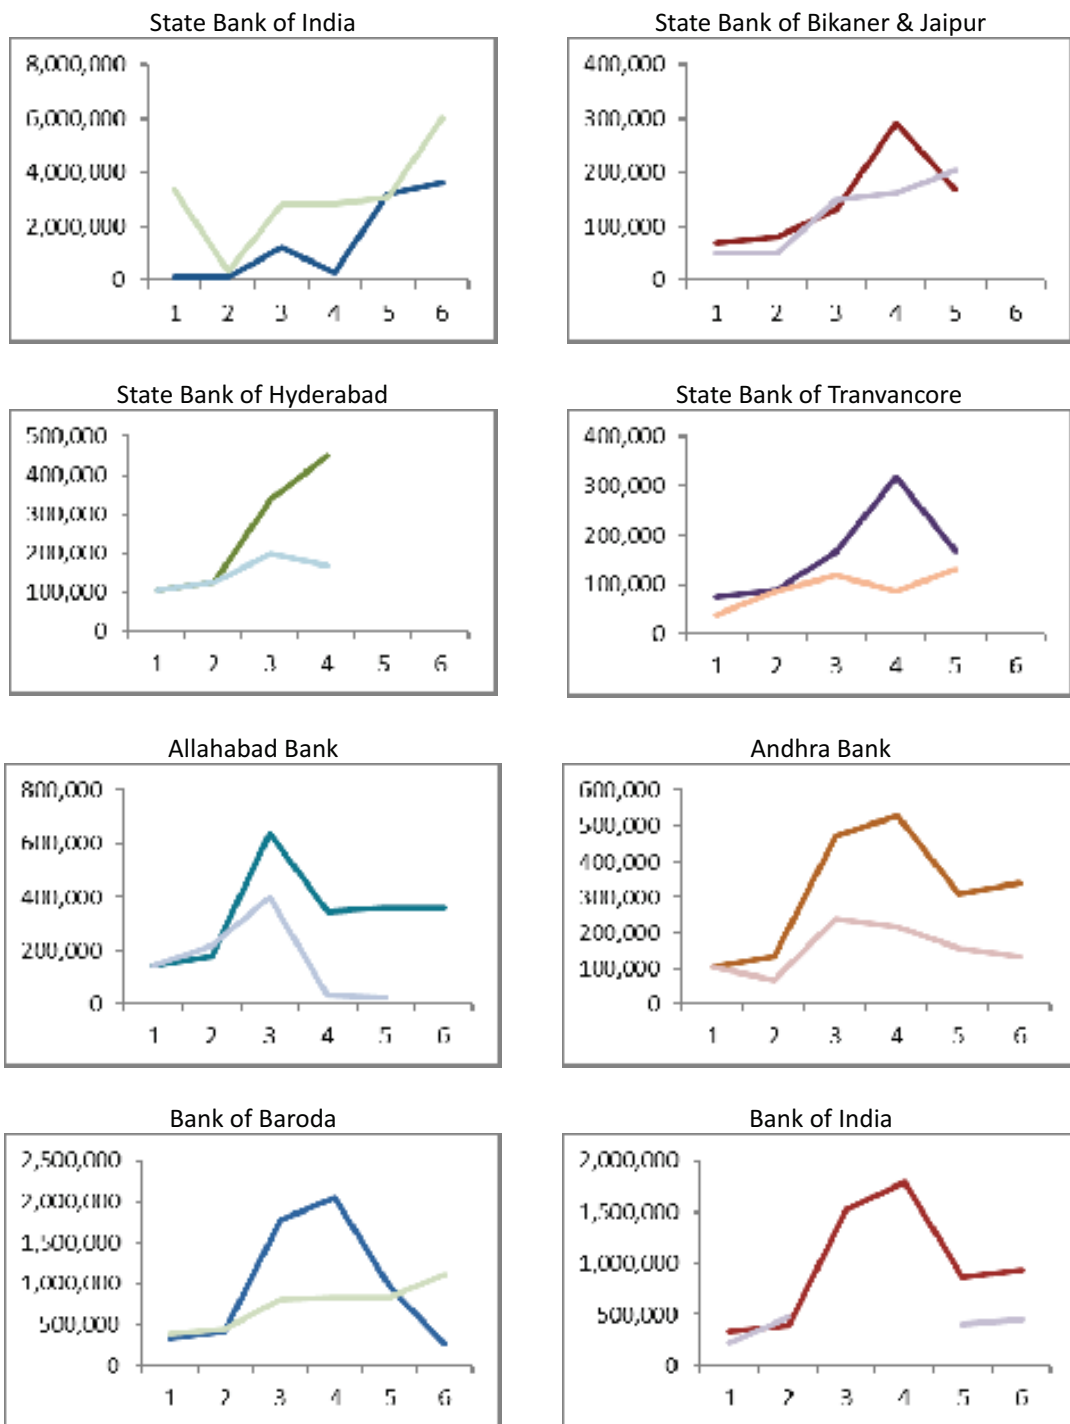 State Bank of India
8,000,000
6,000,000
4,000,000
2,000,000
0
1 2 3 4 5 6
State Bank of Bikaner & Jaipur
400,000
300,000
200,000
100,000
0
1 2 3 4 5 6
State Bank of Hyderabad
500,000
400,000
300,000
200,000
100,000
0
1 2 3 4 5 6
State Bank of Tranvancore
400,000
300,000
200,000
100,000
0
1 2 3 4 5 6
Allahabad Bank
800,000
600,000
400,000
200,000
0
1 2 3 4 5 6
Andhra Bank
600,000
500,000
400,000
300,000
200,000
100,000
0
1 2 3 4 5 6
Bank of Baroda
2,500,000
2,000,000
1,500,000
1,000,000
500,000
0
1 2 3 4 5 6
Bank of India
2,000,000
1,500,000
1,000,000
500,000
0
1 2 3 4 5 6